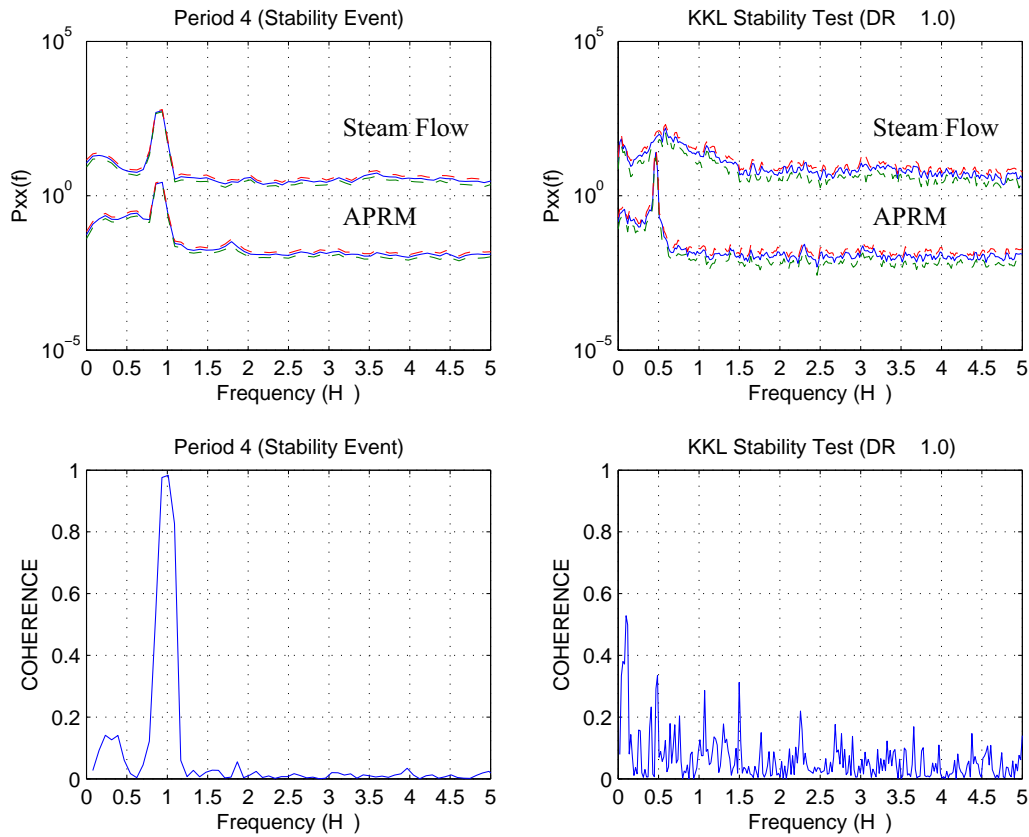 Period 4 (Stability Event)
10^5
10^0
10^-5
Pxx(f)
Steam Flow
APRM
0 0.5 1 1.5 2 2.5 3 3.5 4 4.5 5
Frequency (H )
KKL Stability Test (DR 1.0)
10^5
10^0
10^-5
Pxx(f)
Steam Flow
APRM
0 0.5 1 1.5 2 2.5 3 3.5 4 4.5 5
Frequency (H )
Period 4 (Stability Event)
1
0.8
0.6
0.4
0.2
0
COHERENCE
0 0.5 1 1.5 2 2.5 3 3.5 4 4.5 5
Frequency (H )
KKL Stability Test (DR 1.0)
1
0.8
0.6
0.4
0.2
0
COHERENCE
0 0.5 1 1.5 2 2.5 3 3.5 4 4.5 5
Frequency (H )